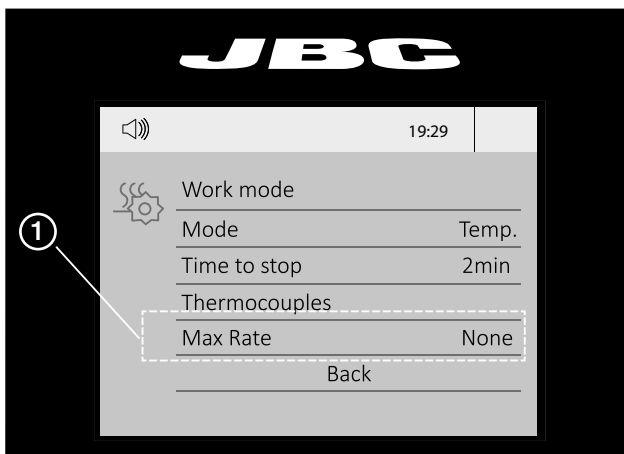 JBC
19:29
Work mode
Mode Temp.
1
Time to stop 2min
Thermocouples
Max Rate None
Back